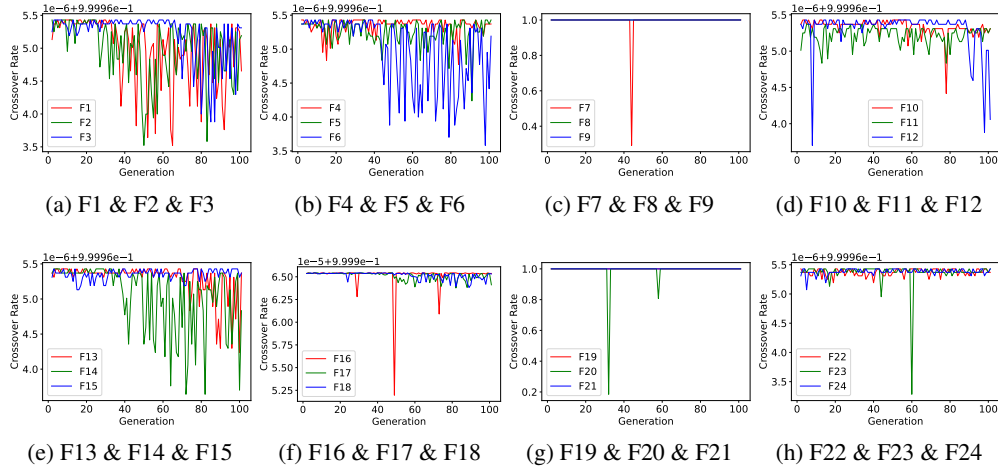 1e−6+9.9996e−1
5.5
5.0
4.5
4.0
3.5
Crossover Rate
F1
F2
F3
0 20 40 60 80 100
Generation
(a) F1 & F2 & F3
1e−6+9.9996e−1
5.5
5.0
4.5
4.0
3.5
Crossover Rate
F4
F5
F6
0 20 40 60 80 100
Generation
(b) F4 & F5 & F6
1.0
0.8
0.6
0.4
Crossover Rate
F7
F8
F9
0 20 40 60 80 100
Generation
(c) F7 & F8 & F9
1e−6+9.9996e−1
5.5
5.0
4.5
4.0
Crossover Rate
F10
F11
F12
0 20 40 60 80 100
Generation
(d) F10 & F11 & F12
1e−6+9.9996e−1
5.5
5.0
4.5
4.0
Crossover Rate
F13
F14
F15
0 20 40 60 80 100
Generation
(e) F13 & F14 & F15
1e−5+9.999e−1
6.50
6.25
6.00
5.75
5.50
5.25
Crossover Rate
F16
F17
F18
0 20 40 60 80 100
Generation
(f) F16 & F17 & F18
1.0
0.8
0.6
0.4
0.2
Crossover Rate
F19
F20
F21
0 20 40 60 80 100
Generation
(g) F19 & F20 & F21
1e−6+9.9996e−1
5.5
5.0
4.5
4.0
3.5
Crossover Rate
F22
F23
F24
0 20 40 60 80 100
Generation
(h) F22 & F23 & F24